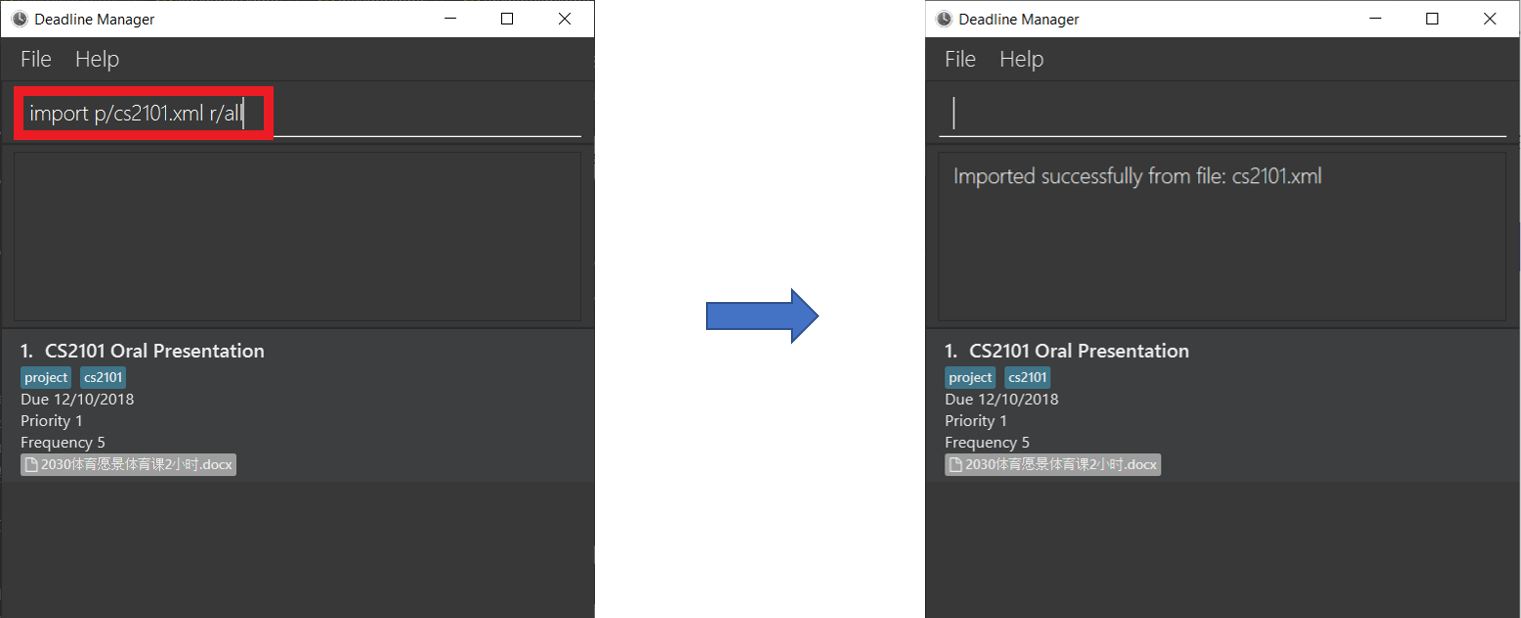 Deadline Manager
File Help
import p/cs2101.xml r/all
1. CS2101 Oral Presentation
project cs2101
Due 12/10/2018
Priority 1
Frequency 5
2030体育愿景体育课2小时.docx
Deadline Manager
File Help
Imported successfully from file: cs2101.xml
1. CS2101 Oral Presentation
project cs2101
Due 12/10/2018
Priority 1
Frequency 5
2030体育愿景体育课2小时.docx